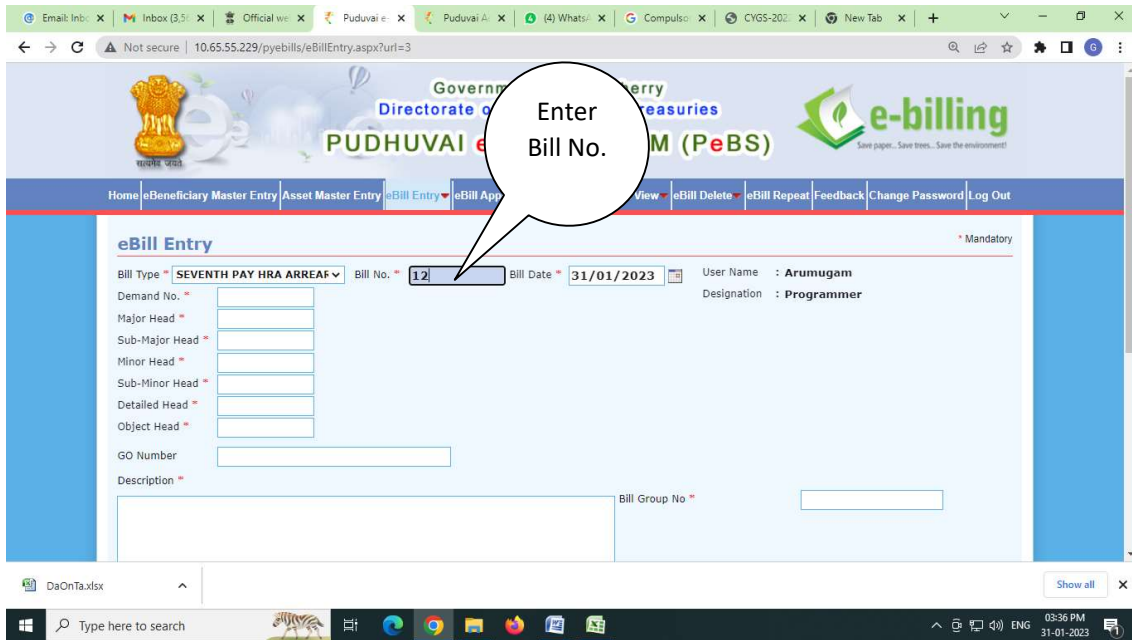 Email: Inbc
Inbox (3,5
Official we
Puduvai e-
Puduvai A
(4) WhatsA
Compulso
CYGS-202
New Tab
Not secure | 10.65.55.229/pyebills/eBillEntry.aspx?url=3
सत्यमेव जयते
Directorate
PUDHUVAI
(PeBS)
Enter
Bill No.
e-billing
Save paper... Save trees... Save the environment!
Home eBeneficiary Master Entry Asset Master Entry eBill Entry eBill App View eBill Delete eBill Repeat Feedback Change Password Log Out
eBill Entry
* Mandatory
Bill Type * SEVENTH PAY HRA ARREAR Bill No. * 12 Bill Date * 31/01/2023 User Name : Arumugam
Demand No. * Designation : Programmer
Major Head *
Sub-Major Head *
Minor Head *
Sub-Minor Head *
Detailed Head *
Object Head *
GO Number
Description *
Bill Group No *
DaOnTa.xlsx
Show all
Type here to search
ENG
03:36 PM
31-01-2023